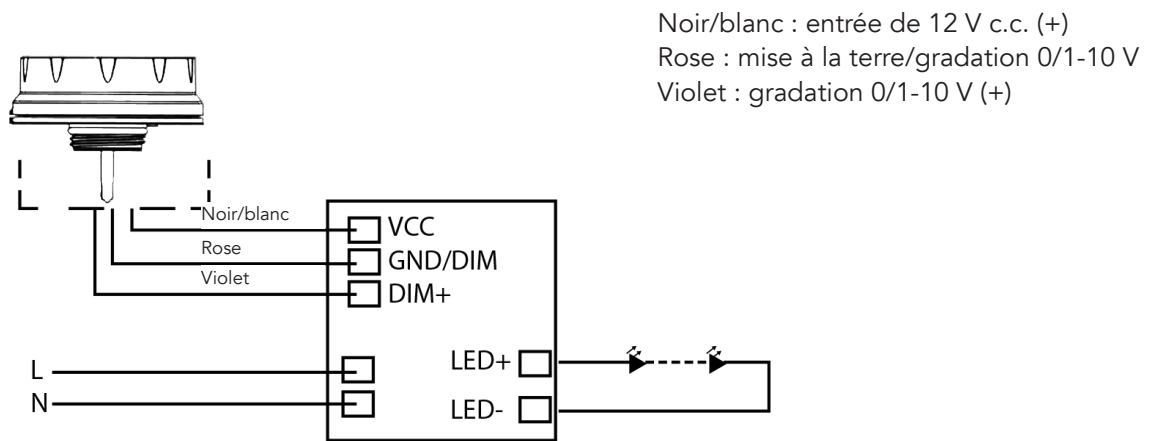 Noir/blanc : entrée de 12 V c.c. (+)
Rose : mise à la terre/gradation 0/1-10 V
Violet : gradation 0/1-10 V (+)
Noir/blanc
VCC
Rose
GND/DIM
Violet
DIM+
L
LED+
N
LED-